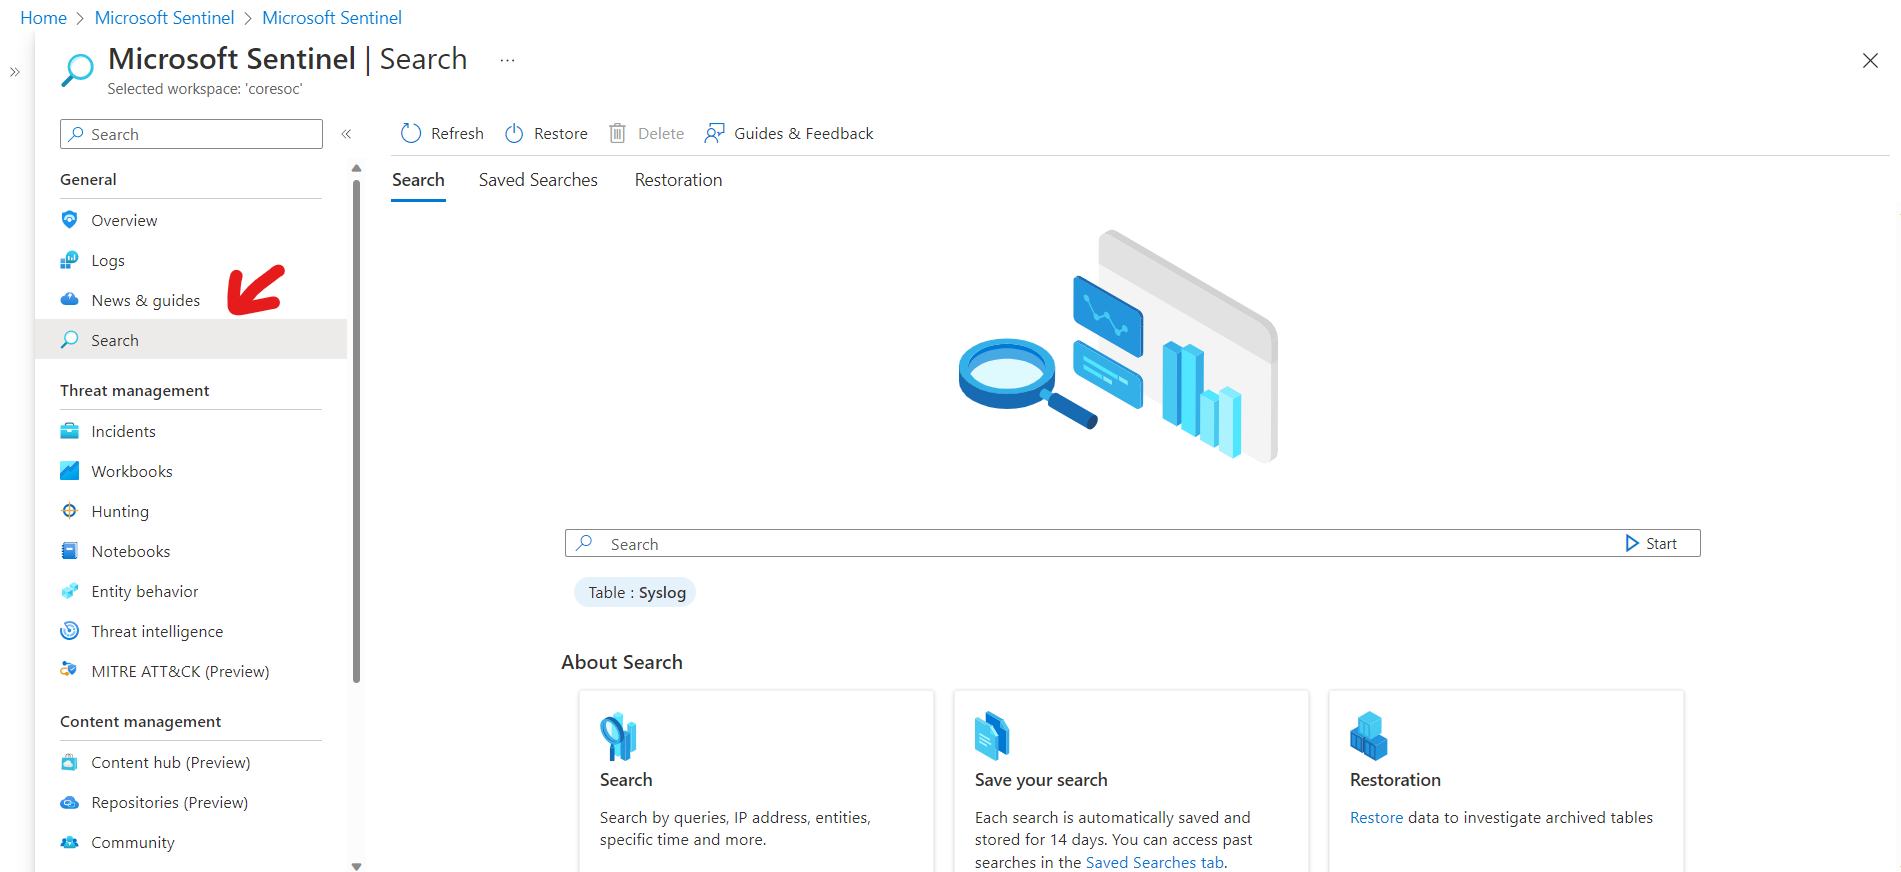 Home > Microsoft Sentinel > Microsoft Sentinel
Microsoft Sentinel | Search ...
Selected workspace: 'coresoc'
Search
General
Overview
Logs
News & guides
Search
Threat management
Incidents
Workbooks
Hunting
Notebooks
Entity behavior
Threat intelligence
MITRE ATT&CK (Preview)
Content management
Content hub (Preview)
Repositories (Preview)
Community
Refresh Restore Delete Guides & Feedback
Search Saved Searches Restoration
Search Start
Table : Syslog
About Search
Search
Search by queries, IP address, entities,
specific time and more.
Save your search
Each search is automatically saved and
stored for 14 days. You can access past
searches in the Saved Searches tab.
Restoration
Restore data to investigate archived tables